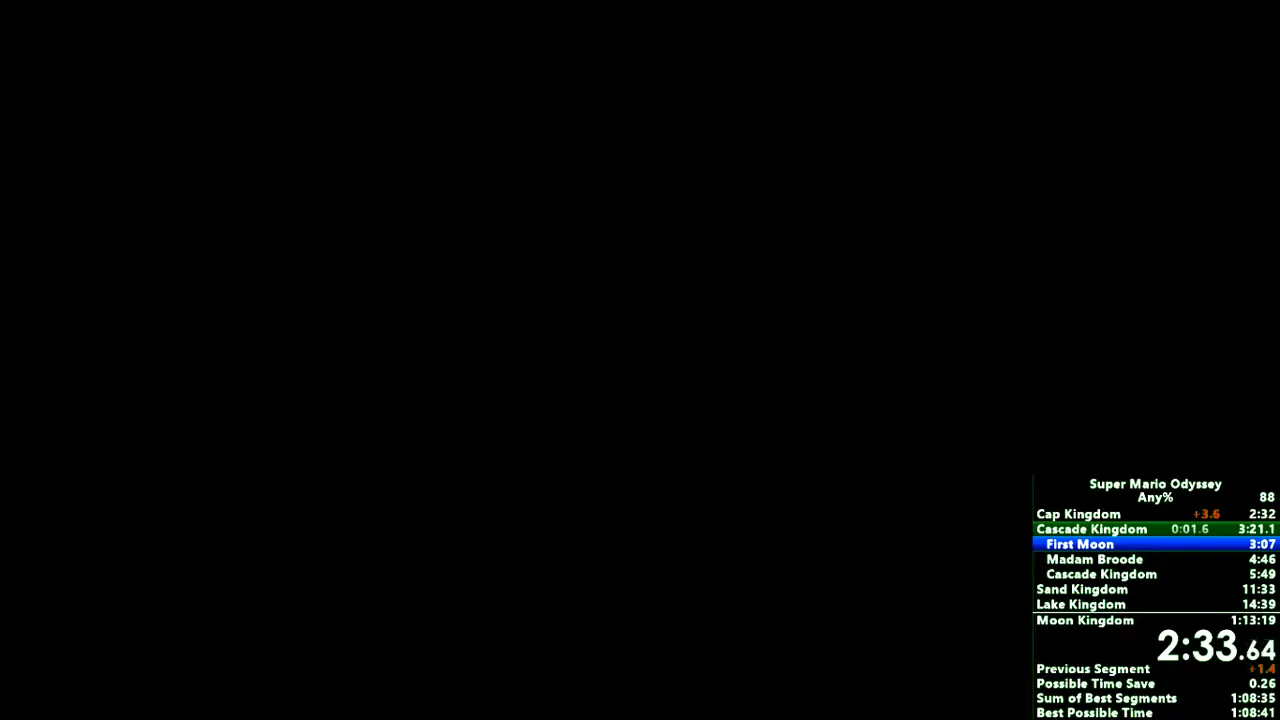 Super Mario Odyssey
Any% 88
Cap Kingdom +3.6 2:32
Cascade Kingdom 0:01.6 3:21.1
First Moon 3:07
Madam Broode 4:46
Cascade Kingdom 5:49
Sand Kingdom 11:33
Lake Kingdom 14:39
Moon Kingdom 1:13:19
2:33.64
Previous Segment +1.4
Possible Time Save 0.26
Sum of Best Segments 1:08:35
Best Possible Time 1:08:41